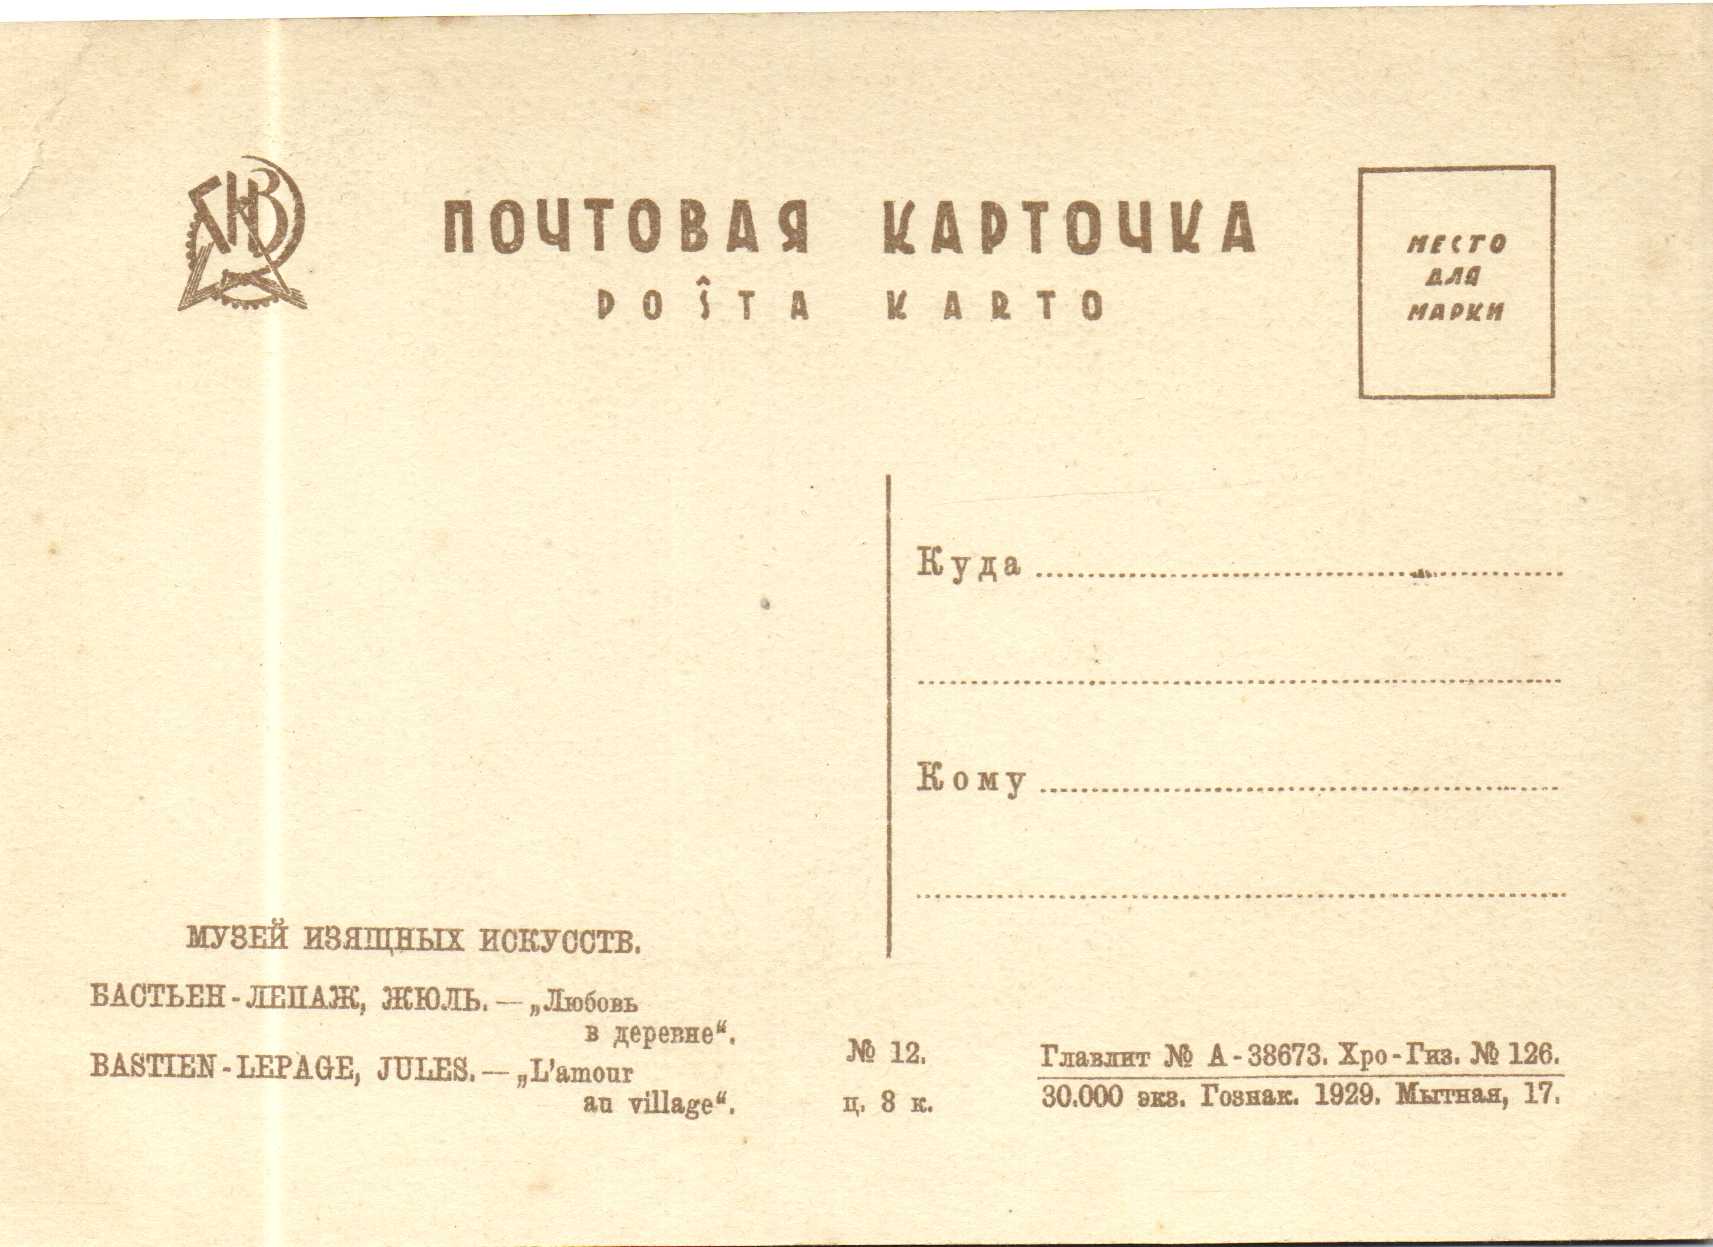 ГНЗ
ПОЧТОВАЯ КАРТОЧКА
POŜTA KARTO
МЕСТО
ДЛЯ
МАРКИ
Куда
Кому
МУЗЕЙ ИЗЯЩНЫХ ИСКУССТВ.
БАСТЬЕН-ЛЕПАЖ, ЖЮЛЬ.—„Любовь
в деревне“.
BASTIEN-LEPAGE, JULES.—„L'amour
au village“.
№ 12.
ц. 8 к.
Главлит № А-38673. Хро-Гиз. № 126.
30.000 экз. Гознак. 1929. Мытная, 17.